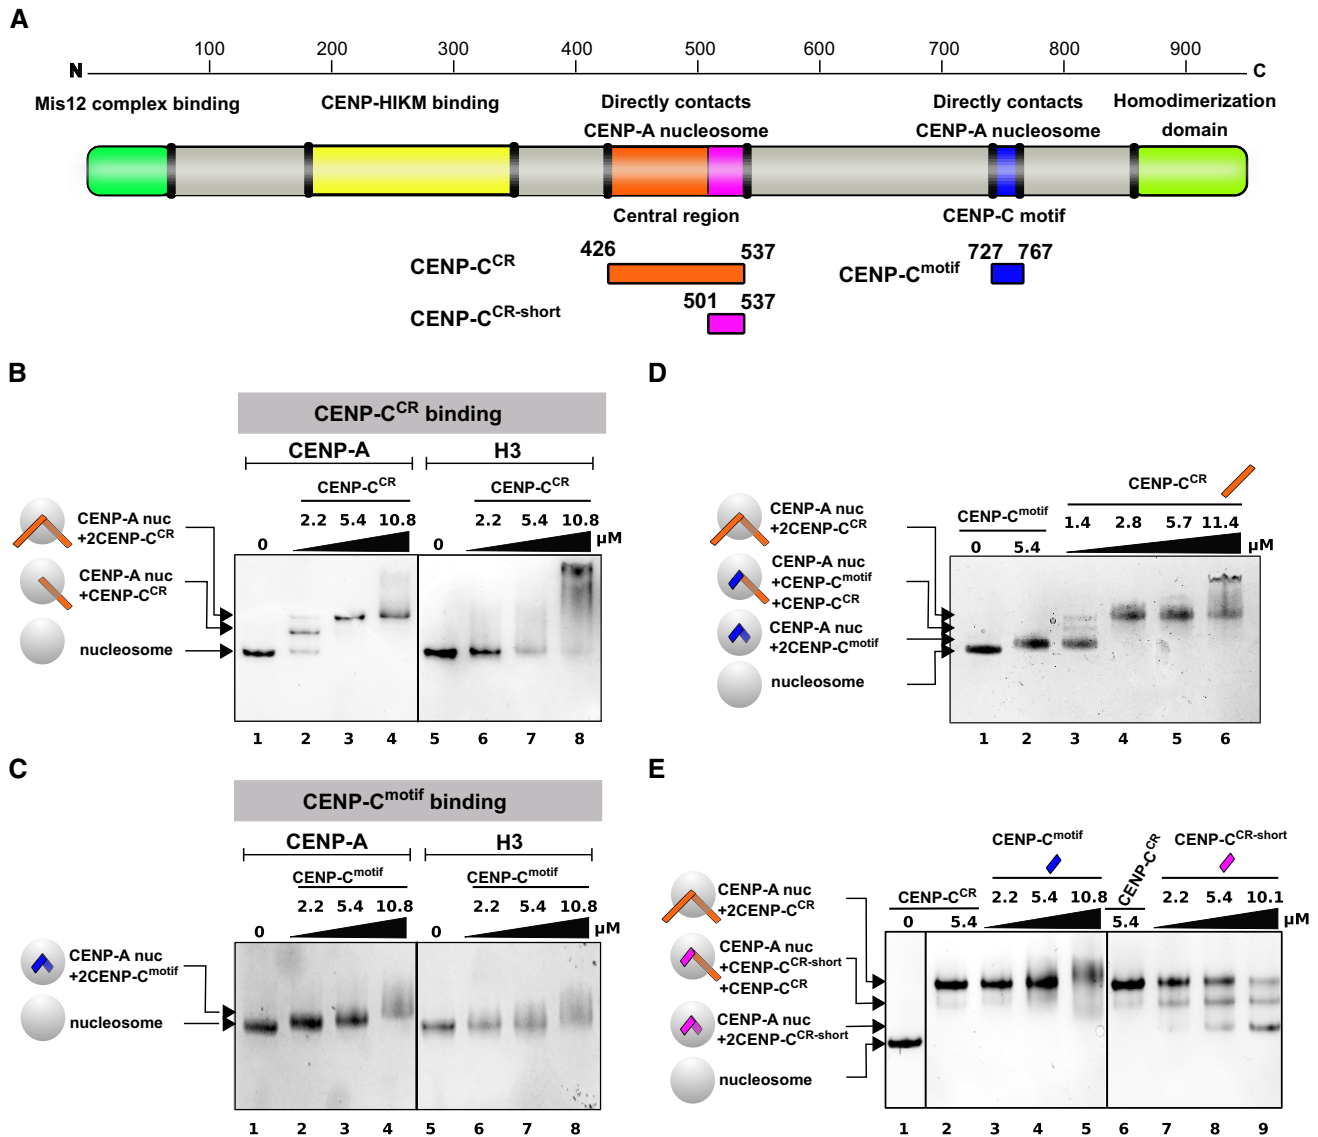 A
100 200 300 400 500 600 700 800 900
N C
Mis12 complex binding
CENP-HIKM binding
Directly contacts
CENP-A nucleosome
Directly contacts
CENP-A nucleosome
Homodimerization
domain
Central region
CENP-C motif
426 537
CENP-C^CR
727 767
CENP-C^motif
501 537
CENP-C^CR-short
B
CENP-C^CR binding
CENP-A H3
CENP-C^CR CENP-C^CR
0 2.2 5.4 10.8 0 2.2 5.4 10.8 µM
CENP-A nuc
+2CENP-C^CR
CENP-A nuc
+CENP-C^CR
nucleosome
1 2 3 4 5 6 7 8
C
CENP-C^motif binding
CENP-A H3
CENP-C^motif CENP-C^motif
0 2.2 5.4 10.8 0 2.2 5.4 10.8 µM
CENP-A nuc
+2CENP-C^motif
nucleosome
1 2 3 4 5 6 7 8
D
CENP-C^CR
CENP-C^motif
0 5.4 1.4 2.8 5.7 11.4 µM
CENP-A nuc
+2CENP-C^CR
CENP-A nuc
+CENP-C^motif
+CENP-C^CR
CENP-A nuc
+2CENP-C^motif
nucleosome
1 2 3 4 5 6
E
CENP-C^motif
CENP-C^CR
CENP-C^CR-short
CENP-C^CR
0 5.4 2.2 5.4 10.8 5.4 2.2 5.4 10.1 µM
CENP-A nuc
+2CENP-C^CR
CENP-A nuc
+CENP-C^CR-short
+CENP-C^CR
CENP-A nuc
+2CENP-C^CR-short
nucleosome
1 2 3 4 5 6 7 8 9